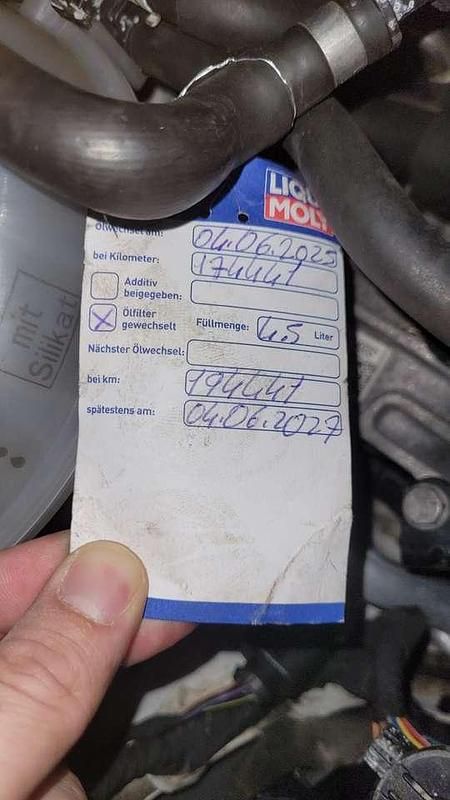 LIQUI
MOLY
Ölwechsel am: 04.06.2025
bei Kilometer: 174441
Additiv
beigegeben:
Ölfilter
gewechselt
Füllmenge: 4.5 Liter
Nächster Ölwechsel:
bei km: 194441
spätestens am: 04.06.2027
mit
Silikat